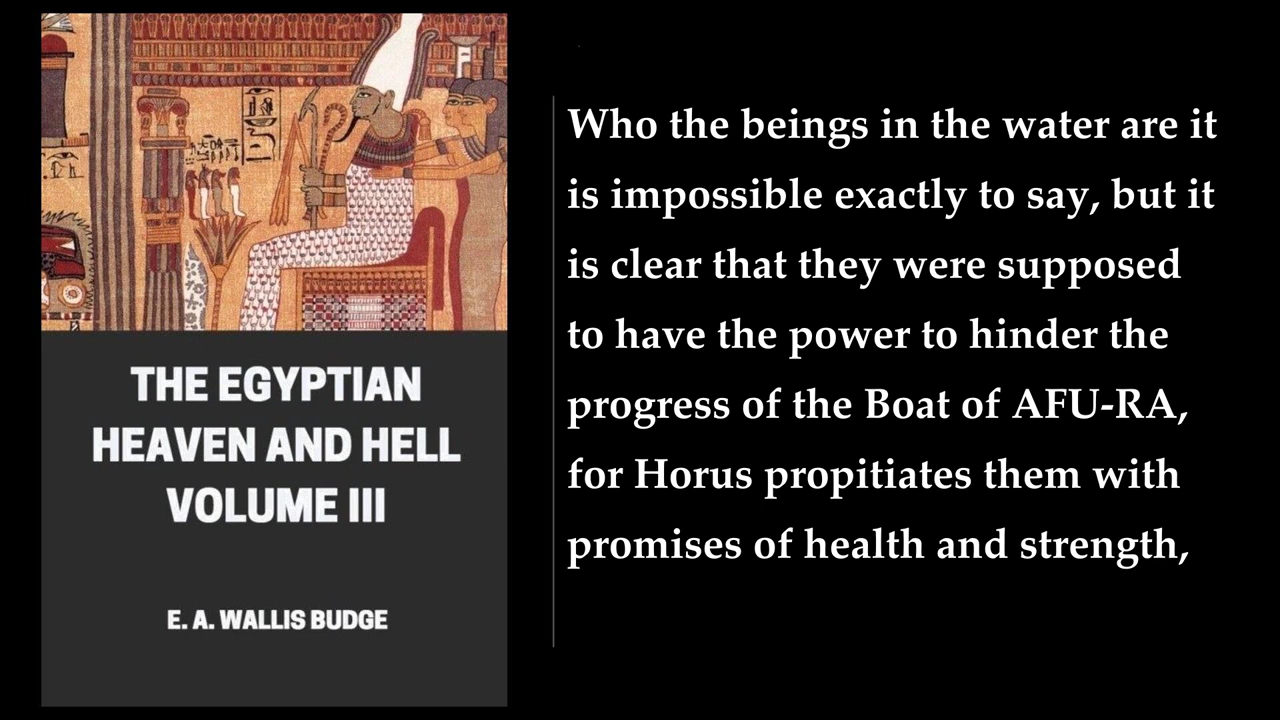 THE EGYPTIAN
HEAVEN AND HELL
VOLUME III
E. A. WALLIS BUDGE
Who the beings in the water are it
is impossible exactly to say, but it
is clear that they were supposed
to have the power to hinder the
progress of the Boat of AFU-RA,
for Horus propitiates them with
promises of health and strength,